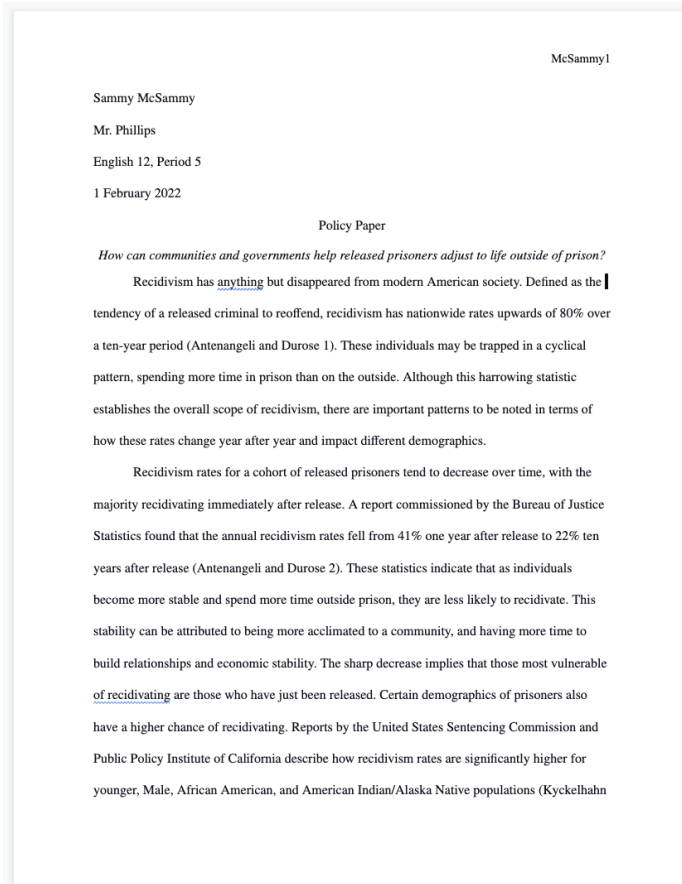 McSammy1
Sammy McSammy
Mr. Phillips
English 12, Period 5
1 February 2022
Policy Paper
How can communities and governments help released prisoners adjust to life outside of prison?
Recidivism has anything but disappeared from modern American society. Defined as the
tendency of a released criminal to reoffend, recidivism has nationwide rates upwards of 80% over
a ten-year period (Antenangeli and Durose 1). These individuals may be trapped in a cyclical
pattern, spending more time in prison than on the outside. Although this harrowing statistic
establishes the overall scope of recidivism, there are important patterns to be noted in terms of
how these rates change year after year and impact different demographics.
Recidivism rates for a cohort of released prisoners tend to decrease over time, with the
majority recidivating immediately after release. A report commissioned by the Bureau of Justice
Statistics found that the annual recidivism rates fell from 41% one year after release to 22% ten
years after release (Antenangeli and Durose 2). These statistics indicate that as individuals
become more stable and spend more time outside prison, they are less likely to recidivate. This
stability can be attributed to being more acclimated to a community, and having more time to
build relationships and economic stability. The sharp decrease implies that those most vulnerable
of recidivating are those who have just been released. Certain demographics of prisoners also
have a higher chance of recidivating. Reports by the United States Sentencing Commission and
Public Policy Institute of California describe how recidivism rates are significantly higher for
younger, Male, African American, and American Indian/Alaska Native populations (Kyckelhahn